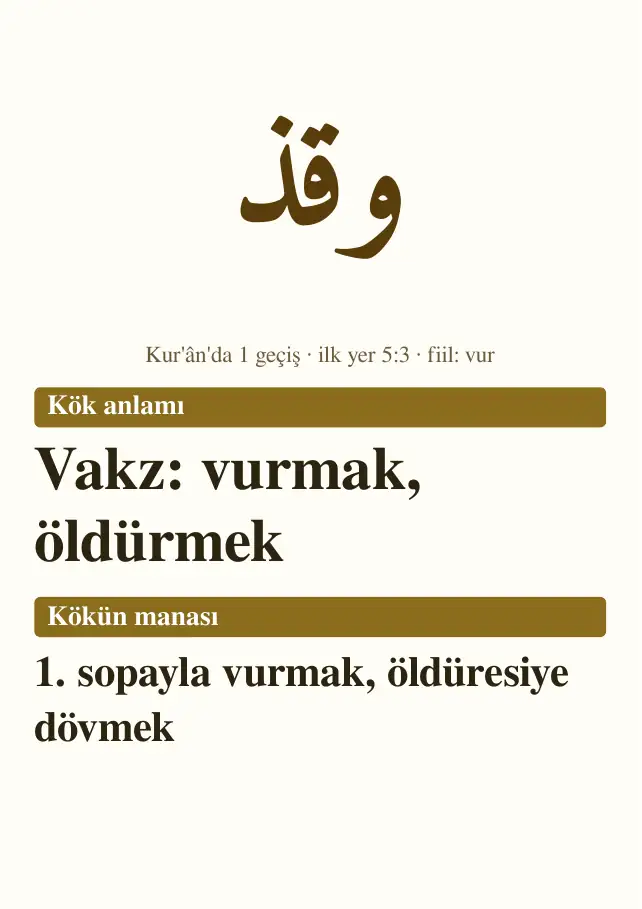 وقذ
Kur'ân'da 1 geçiş · ilk yer 5:3 · fiil: vur
Kök anlamı
Vakz: vurmak,
öldürmek
Kökün manası
1. sopayla vurmak, öldüresiye
dövmek